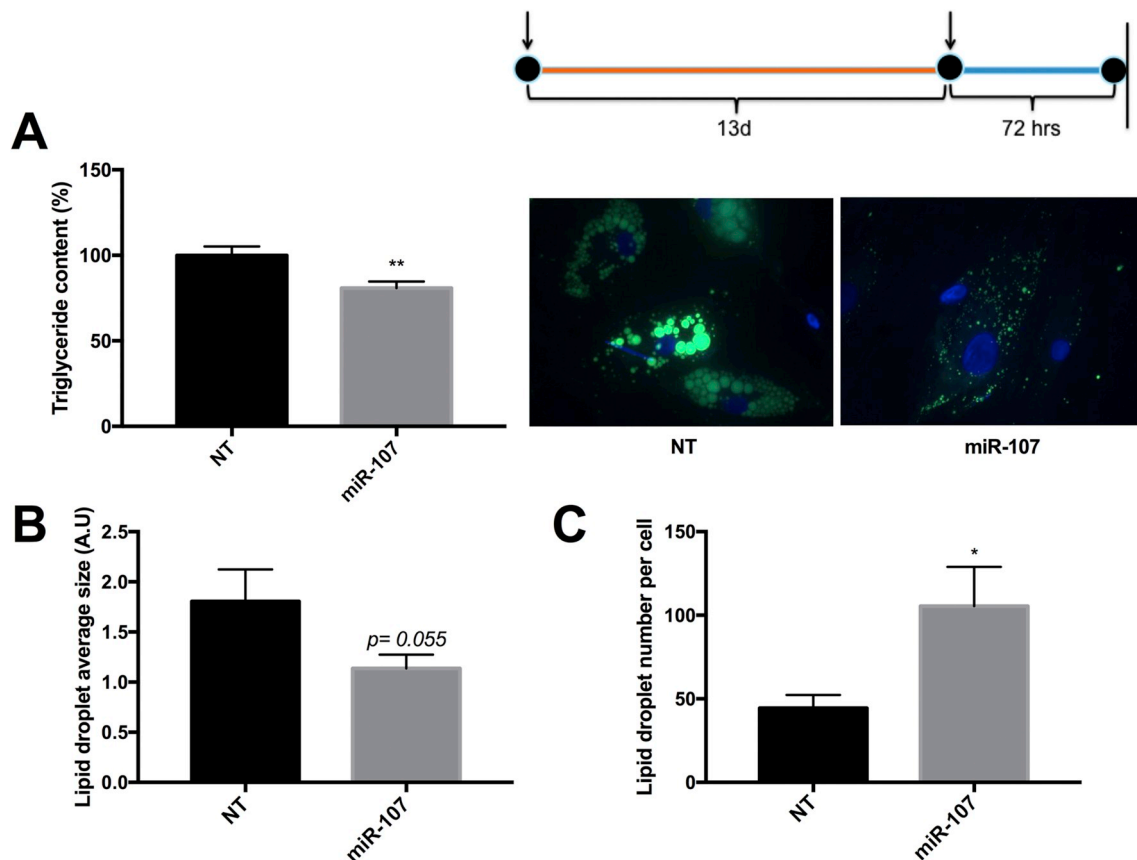 13d
72 hrs
A
Triglyceride content (%)
150
100
50
0
**
NT
miR-107
NT
miR-107
B
Lipid droplet average size (A.U)
2.5
2.0
1.5
1.0
0.5
0.0
p= 0.055
NT
miR-107
C
Lipid droplet number per cell
150
100
50
0
*
NT
miR-107